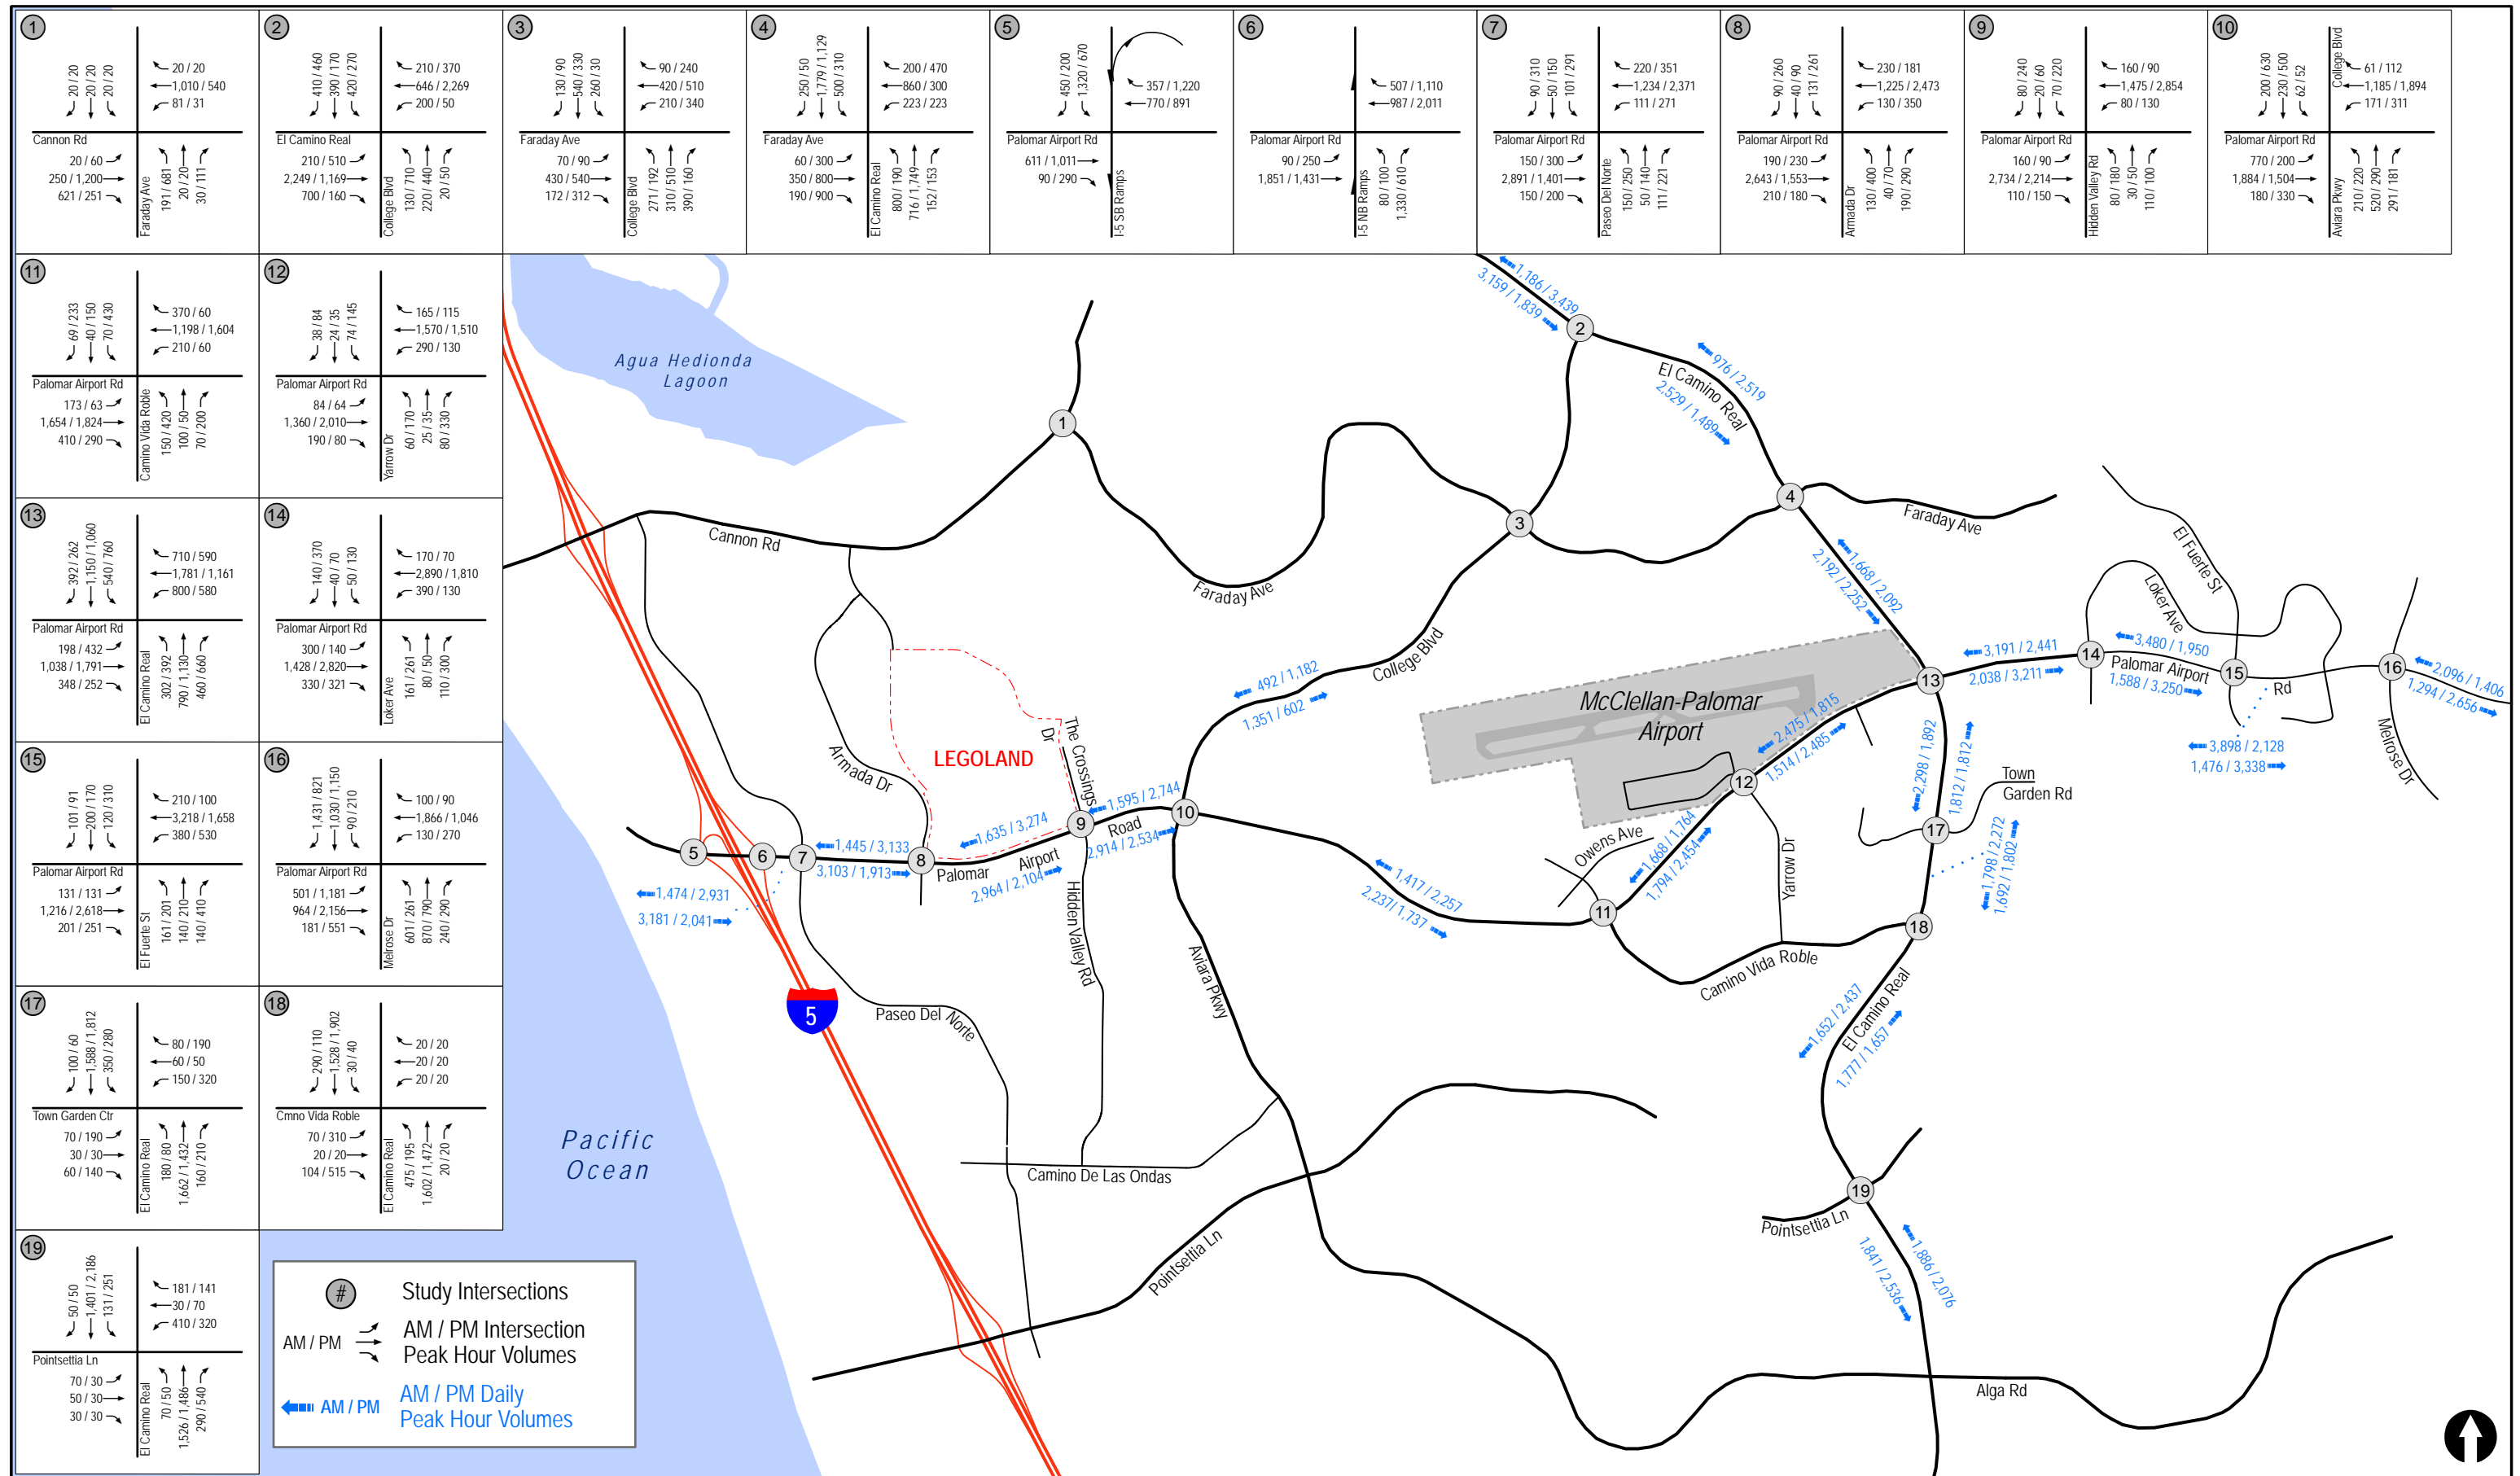 1
20 / 20
20 / 20
20 / 20
20 / 20
1,010 / 540
81 / 31
Cannon Rd
20 / 60
250 / 1,200
621 / 251
Faraday Ave
191 / 681
20 / 20
30 / 111
2
410 / 460
390 / 170
420 / 270
210 / 370
646 / 2,269
200 / 50
El Camino Real
210 / 510
2,249 / 1,169
700 / 160
College Blvd
130 / 710
220 / 440
20 / 50
3
130 / 90
540 / 330
260 / 30
90 / 240
420 / 510
210 / 340
Faraday Ave
70 / 90
430 / 540
172 / 312
College Blvd
271 / 192
310 / 510
390 / 160
4
250 / 50
1,779 / 1,129
500 / 310
200 / 470
860 / 300
223 / 223
Faraday Ave
60 / 300
350 / 800
190 / 900
El Camino Real
800 / 190
716 / 1,749
152 / 153
5
450 / 200
1,320 / 670
357 / 1,220
770 / 891
Palomar Airport Rd
611 / 1,011
90 / 290
I-5 SB Ramps
6
507 / 1,110
987 / 2,011
Palomar Airport Rd
90 / 250
1,851 / 1,431
I-5 NB Ramps
80 / 100
1,330 / 610
7
90 / 310
50 / 150
101 / 291
220 / 351
1,234 / 2,371
111 / 271
Palomar Airport Rd
150 / 300
2,891 / 1,401
150 / 200
Paseo Del Norte
150 / 250
50 / 140
111 / 221
8
90 / 260
40 / 90
131 / 261
230 / 181
1,225 / 2,473
130 / 350
Palomar Airport Rd
190 / 230
2,643 / 1,553
210 / 180
Armada Dr
130 / 400
40 / 70
190 / 290
9
80 / 240
20 / 60
70 / 220
160 / 90
1,475 / 2,854
80 / 130
Palomar Airport Rd
160 / 90
2,734 / 2,214
110 / 150
Hidden Valley Rd
80 / 180
30 / 50
110 / 100
10
200 / 630
230 / 500
62 / 52
College Blvd
61 / 112
1,185 / 1,894
171 / 311
Palomar Airport Rd
770 / 200
1,884 / 1,504
180 / 330
Aviara Pkwy
210 / 220
520 / 290
291 / 181
11
69 / 233
40 / 150
70 / 430
370 / 60
1,198 / 1,604
210 / 60
Palomar Airport Rd
173 / 63
1,654 / 1,824
410 / 290
Camino Vida Roble
150 / 420
100 / 50
70 / 200
12
38 / 84
24 / 35
74 / 145
165 / 115
1,570 / 1,510
290 / 130
Palomar Airport Rd
84 / 64
1,360 / 2,010
190 / 80
Yarrow Dr
60 / 170
25 / 35
80 / 330
13
392 / 262
1,150 / 1,060
540 / 760
710 / 590
1,781 / 1,161
800 / 580
Palomar Airport Rd
198 / 432
1,038 / 1,791
348 / 252
El Camino Real
302 / 392
790 / 1,130
460 / 660
14
140 / 370
40 / 70
50 / 130
170 / 70
2,890 / 1,810
390 / 130
Palomar Airport Rd
300 / 140
1,428 / 2,820
330 / 321
Loker Ave
161 / 261
80 / 50
110 / 300
15
101 / 91
200 / 170
120 / 310
210 / 100
3,218 / 1,658
380 / 530
Palomar Airport Rd
131 / 131
1,216 / 2,618
201 / 251
El Fuerte St
161 / 201
140 / 210
140 / 410
16
1,431 / 821
1,030 / 1,150
90 / 210
100 / 90
1,866 / 1,046
130 / 270
Palomar Airport Rd
501 / 1,181
964 / 2,156
181 / 551
Melrose Dr
601 / 261
870 / 790
240 / 290
17
100 / 60
1,588 / 1,812
350 / 280
80 / 190
60 / 50
150 / 320
Town Garden Ctr
70 / 190
30 / 30
60 / 140
El Camino Real
180 / 80
1,662 / 1,432
160 / 210
18
290 / 110
1,528 / 1,902
30 / 40
20 / 20
20 / 20
20 / 20
Cmno Vida Roble
70 / 310
20 / 20
104 / 515
El Camino Real
475 / 195
1,602 / 1,472
20 / 20
19
50 / 50
1,401 / 2,186
131 / 251
181 / 141
30 / 70
410 / 320
Pointsettia Ln
70 / 30
50 / 30
30 / 30
El Camino Real
70 / 50
1,526 / 1,486
290 / 540
Agua Hedionda
Lagoon
1,186 / 3,439
3,159 / 1,839
2
976 / 2,519
El Camino Real
2,529 / 1,489
1
4
3
Faraday Ave
Cannon Rd
Faraday Ave
1,668 / 2,092
2,192 / 2,252
El Fuerte St
Loker Ave
College Blvd
492 / 1,182
1,351 / 602
McClellan-Palomar
Airport
13
3,191 / 2,441
2,038 / 3,211
14
3,480 / 1,950
Palomar Airport
1,588 / 3,250
15
Rd
16
2,096 / 1,406
1,294 / 2,656
Melrose Dr
3,898 / 2,128
1,476 / 3,338
The Crossings
Dr
LEGOLAND
Armada Dr
2,475 / 1,815
1,514 / 2,485
12
2,298 / 1,892
1,812 / 1,812
Town
Garden Rd
17
1,798 / 2,272
1,692 / 1,802
5
6
7
1,445 / 3,133
3,103 / 1,913
8
Palomar
Airport
Road
1,635 / 3,274
2,964 / 2,104
9
1,595 / 2,744
2,914 / 2,534
10
1,474 / 2,931
3,181 / 2,041
1,417 / 2,257
2,237 / 1,737
Owens Ave
1,668 / 1,764
1,794 / 2,454
11
Yarrow Dr
18
Camino Vida Roble
Hidden Valley Rd
Aviara Pkwy
5
Paseo Del Norte
1,652 / 2,437
El Camino Real
1,777 / 1,657
Pacific
Ocean
Camino De Las Ondas
19
Pointsettia Ln
Pointsettia Ln
1,886 / 2,076
1,841 / 2,536
Alga Rd
#
Study Intersections
AM / PM
AM / PM Intersection
Peak Hour Volumes
AM / PM
AM / PM Daily
Peak Hour Volumes